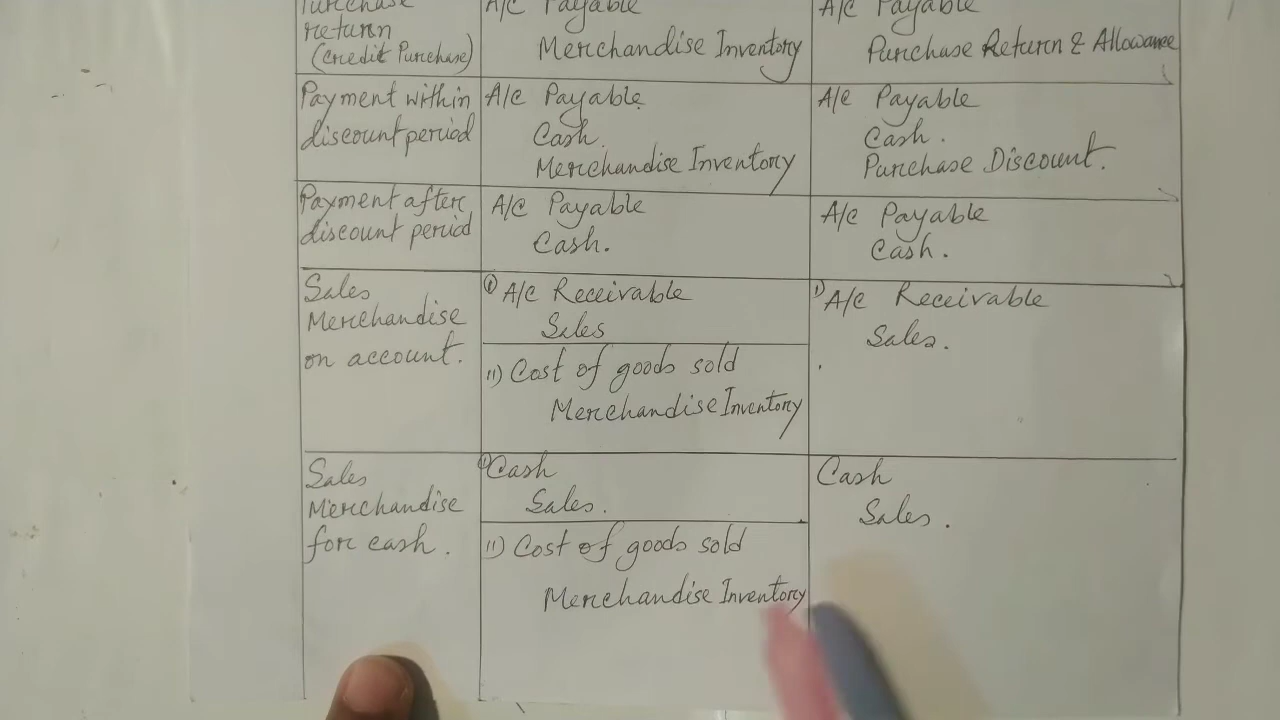 Purchase
return
(Credit Purchase)
A/C Payable
Merchandise Inventory
A/C Payable
Purchase Return & Allowance
Payment within
discount period
A/C Payable
Cash
Merchandise Inventory
A/C Payable
Cash.
Purchase Discount.
Payment after
discount period
A/C Payable
Cash.
A/C Payable
Cash.
Sales
Merchandise
on account.
i) A/C Receivable
Sales
ii) Cost of goods sold
Merchandise Inventory
i) A/C Receivable
Sales.
Sales
Merchandise
for cash.
i) Cash
Sales.
ii) Cost of goods sold
Merchandise Inventory
Cash
Sales.